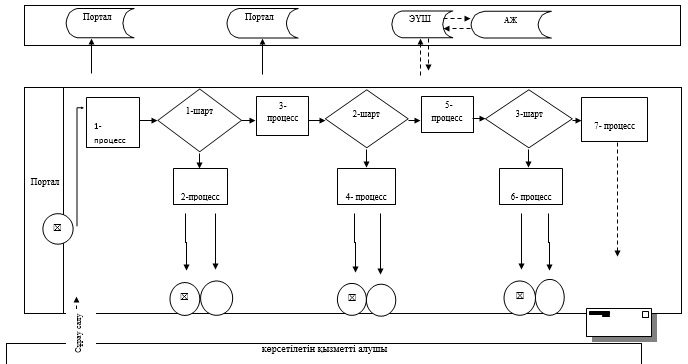 Портал
Портал
ЭҮШ
АЖ
1-
процесс
1-шарт
3-
процесс
2-шарт
5-
процесс
3-шарт
7- процесс
Портал
2-процесс
4- процесс
6- процесс
Сұрау салу
көрсетілетін қызметті алушы